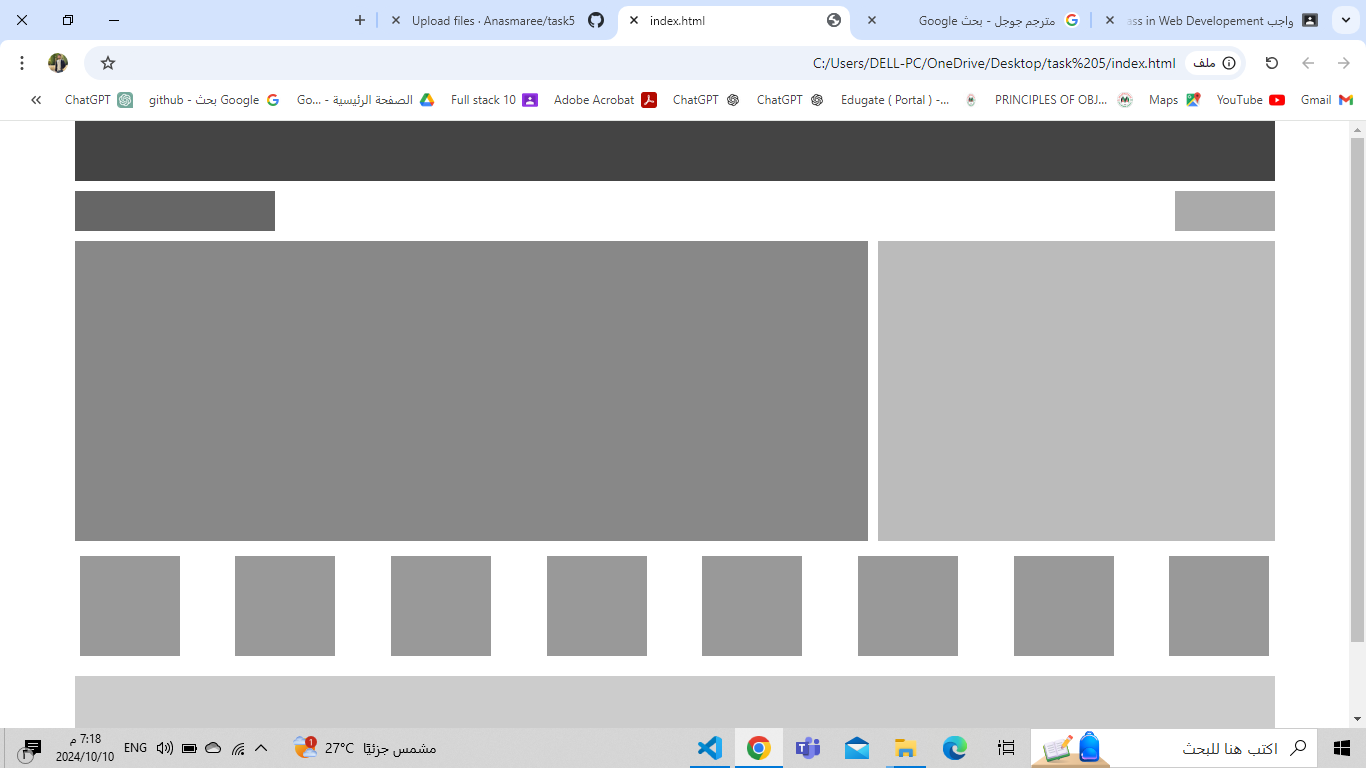 واجب ass in Web Developement
مترجم جوجل - بحث Google
index.html
Upload files · Anasmaree/task5
ملف
C:/Users/DELL-PC/OneDrive/Desktop/task%205/index.html
Gmail
YouTube
Maps
PRINCIPLES OF OBJ...
Edugate ( Portal ) -...
ChatGPT
ChatGPT
Adobe Acrobat
Full stack 10
الصفحة الرئيسية - Go...
github - بحث Google
ChatGPT
اكتب هنا للبحث
27°C مشمس جزئيًا
1
ENG
7:18 م
2024/10/10
1